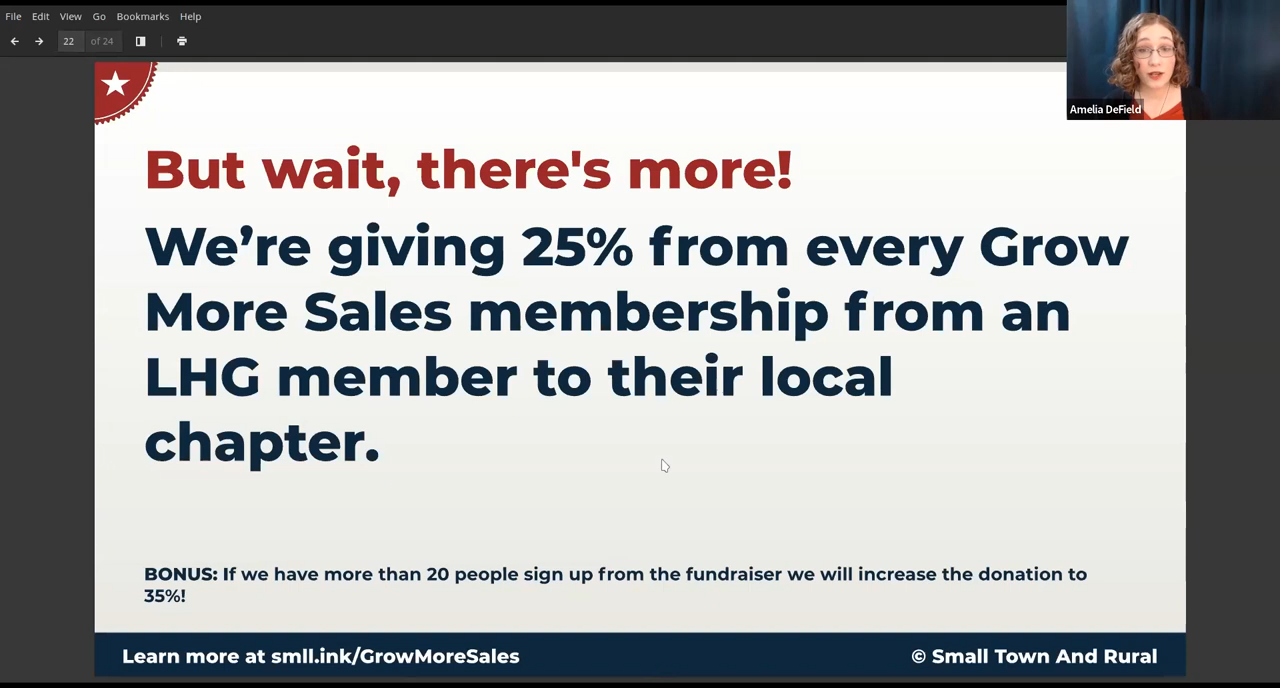 File Edit View Go Bookmarks Help
22 of 24
Amelia DeField
But wait, there's more!
We’re giving 25% from every Grow
More Sales membership from an
LHG member to their local
chapter.
BONUS: If we have more than 20 people sign up from the fundraiser we will increase the donation to
35%!
Learn more at smll.ink/GrowMoreSales
© Small Town And Rural